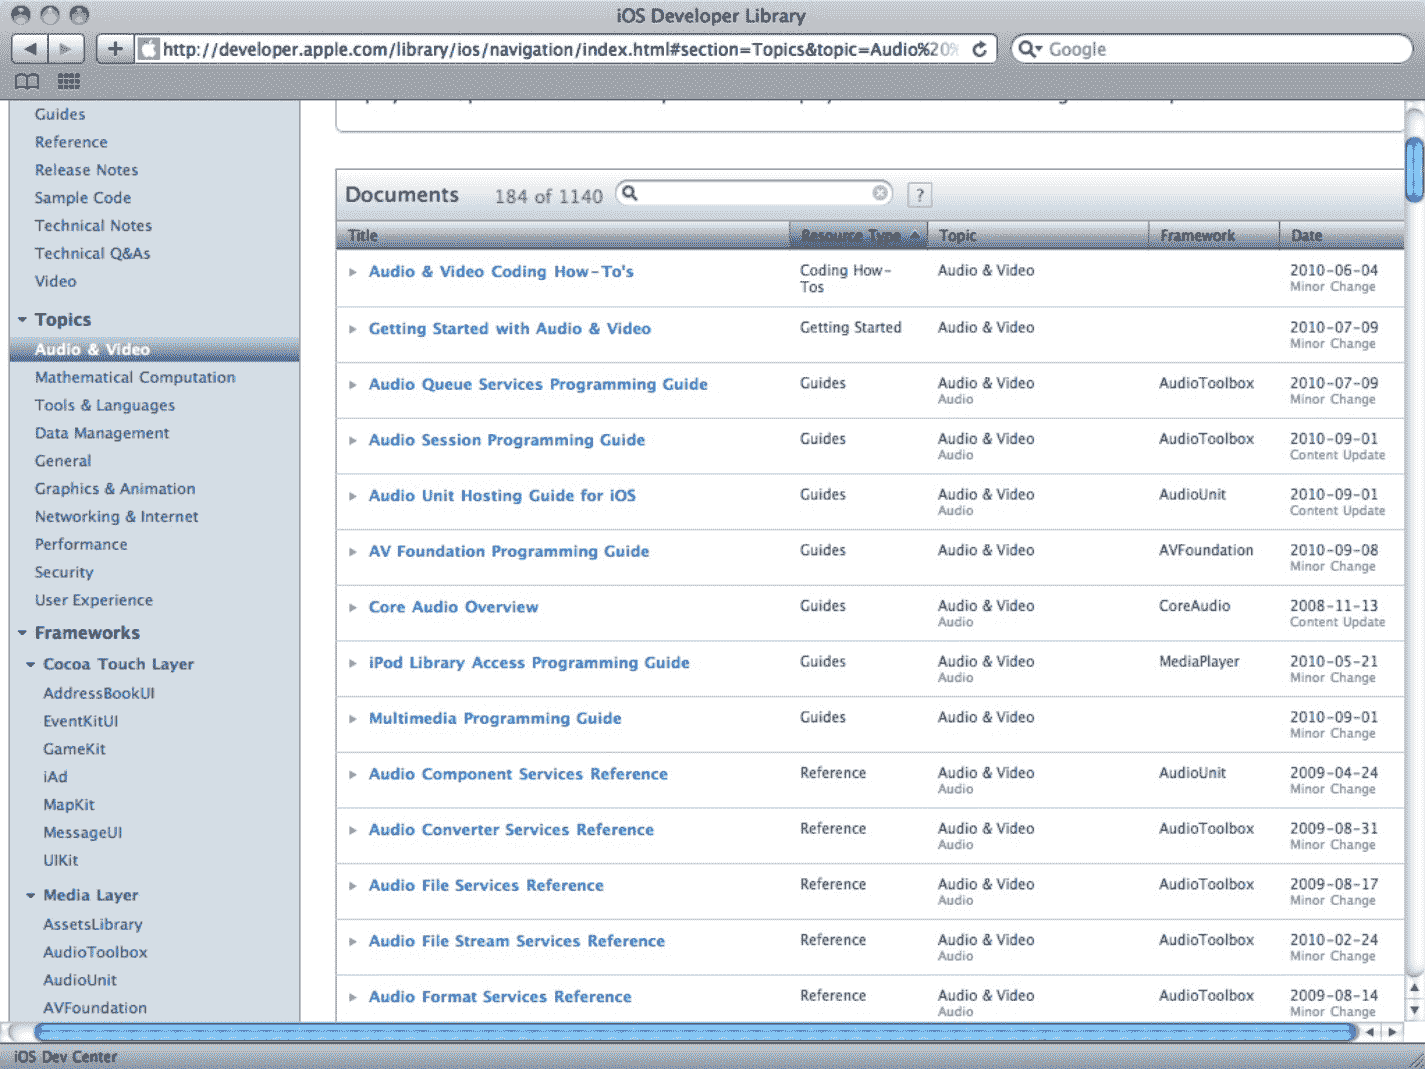 iOS Developer Library
http://developer.apple.com/library/ios/navigation/index.html#section=Topics&topic=Audio%20%
Google
Guides
Reference
Release Notes
Sample Code
Technical Notes
Technical Q&As
Video
Topics
Audio & Video
Mathematical Computation
Tools & Languages
Data Management
General
Graphics & Animation
Networking & Internet
Performance
Security
User Experience
Frameworks
Cocoa Touch Layer
AddressBookUI
EventKitUI
GameKit
iAd
MapKit
MessageUI
UIKit
Media Layer
AssetsLibrary
AudioToolbox
AudioUnit
AVFoundation
Documents 184 of 1140 ?
Title Resource Type Topic Framework Date
Audio & Video Coding How-To's Coding How- Audio & Video 2010-06-04
Tos Minor Change
Getting Started with Audio & Video Getting Started Audio & Video 2010-07-09
Minor Change
Audio Queue Services Programming Guide Guides Audio & Video AudioToolbox 2010-07-09
Audio Minor Change
Audio Session Programming Guide Guides Audio & Video AudioToolbox 2010-09-01
Audio Content Update
Audio Unit Hosting Guide for iOS Guides Audio & Video AudioUnit 2010-09-01
Audio Content Update
AV Foundation Programming Guide Guides Audio & Video AVFoundation 2010-09-08
Minor Change
Core Audio Overview Guides Audio & Video CoreAudio 2008-11-13
Audio Content Update
iPod Library Access Programming Guide Guides Audio & Video MediaPlayer 2010-05-21
Audio Minor Change
Multimedia Programming Guide Guides Audio & Video 2010-09-01
Minor Change
Audio Component Services Reference Reference Audio & Video AudioUnit 2009-04-24
Audio Minor Change
Audio Converter Services Reference Reference Audio & Video AudioToolbox 2009-08-31
Audio Minor Change
Audio File Services Reference Reference Audio & Video AudioToolbox 2009-08-17
Audio Minor Change
Audio File Stream Services Reference Reference Audio & Video AudioToolbox 2010-02-24
Audio Minor Change
Audio Format Services Reference Reference Audio & Video AudioToolbox 2009-08-14
Audio Minor Change
iOS Dev Center